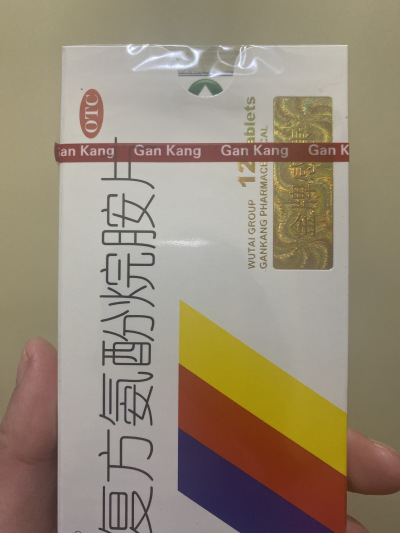 OTC
Gan Kang Gan Kang Gan Kang Gan K
12 Tablets
WUTAI GROUP
GANKANG PHARMACEUTICAL
复方氨酚烷胺片